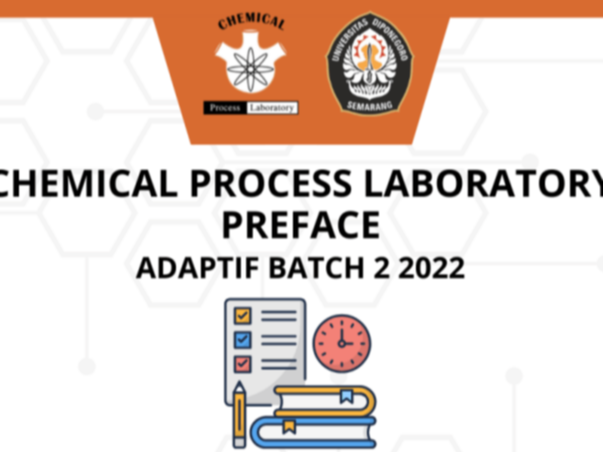 CHEMICAL
Process Laboratory
UNIVERSITAS DIPONEGORO
SEMARANG
CHEMICAL PROCESS LABORATORY
PREFACE
ADAPTIF BATCH 2 2022